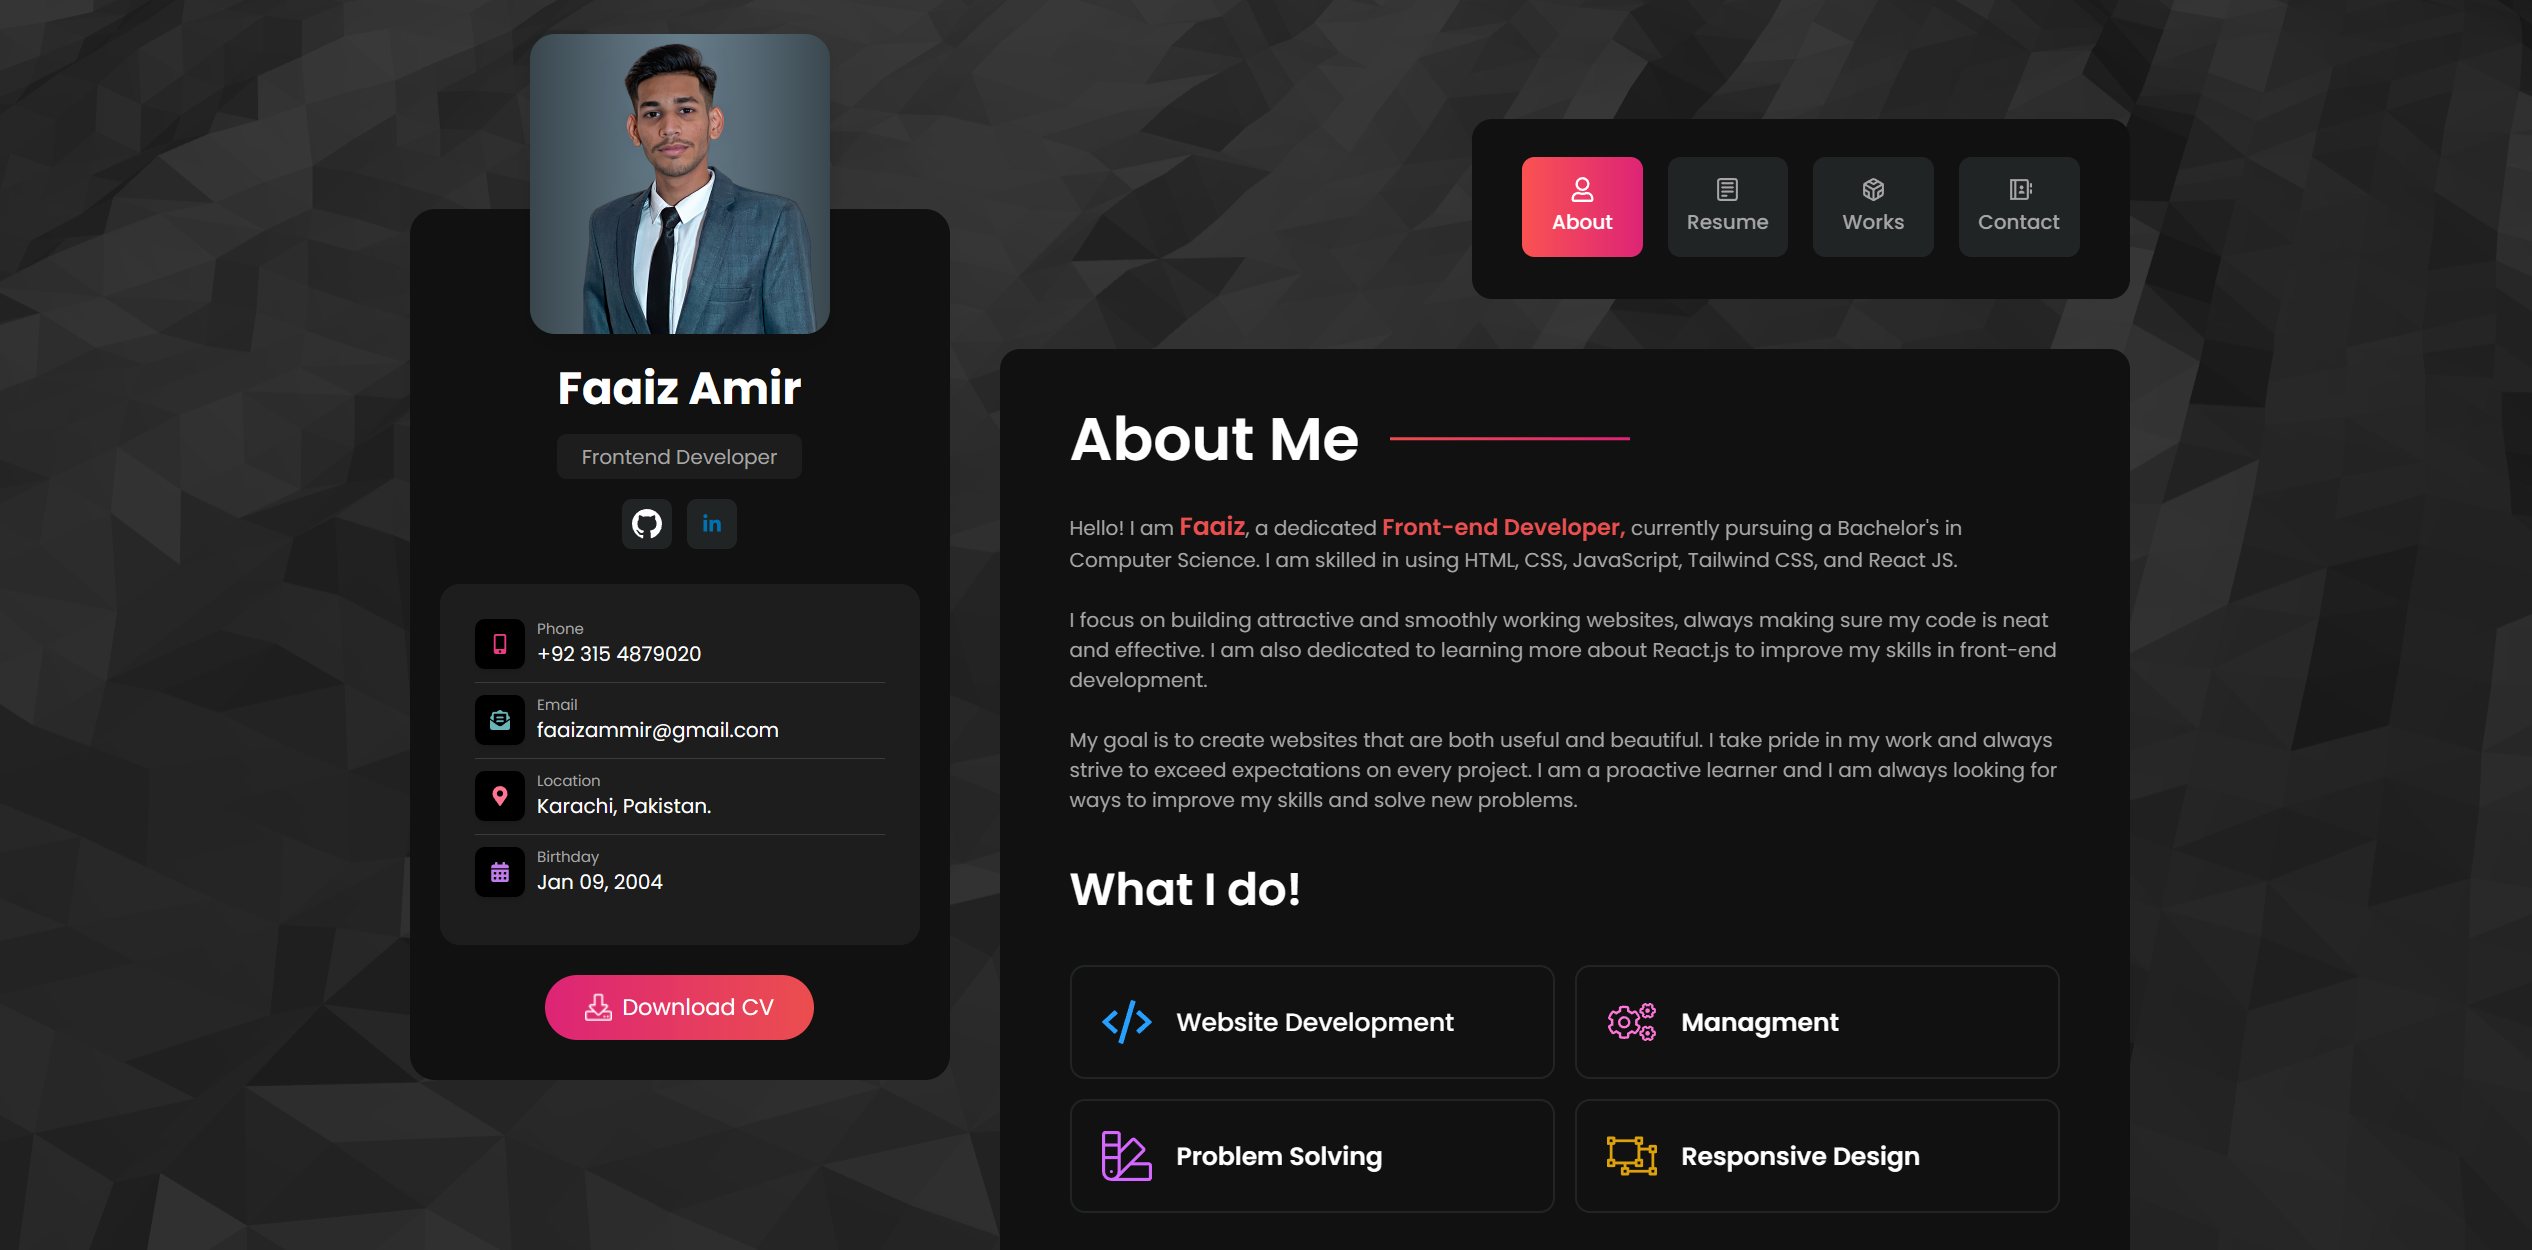 Faaiz Amir
Frontend Developer
in
Phone
+92 315 4879020
Email
faaizammir@gmail.com
Location
Karachi, Pakistan.
Birthday
Jan 09, 2004
Download CV
About
Resume
Works
Contact
About Me
Hello! I am Faaiz, a dedicated Front-end Developer, currently pursuing a Bachelor's in
Computer Science. I am skilled in using HTML, CSS, JavaScript, Tailwind CSS, and React JS.
I focus on building attractive and smoothly working websites, always making sure my code is neat
and effective. I am also dedicated to learning more about React.js to improve my skills in front-end
development.
My goal is to create websites that are both useful and beautiful. I take pride in my work and always
strive to exceed expectations on every project. I am a proactive learner and I am always looking for
ways to improve my skills and solve new problems.
What I do!
Website Development
Managment
Problem Solving
Responsive Design